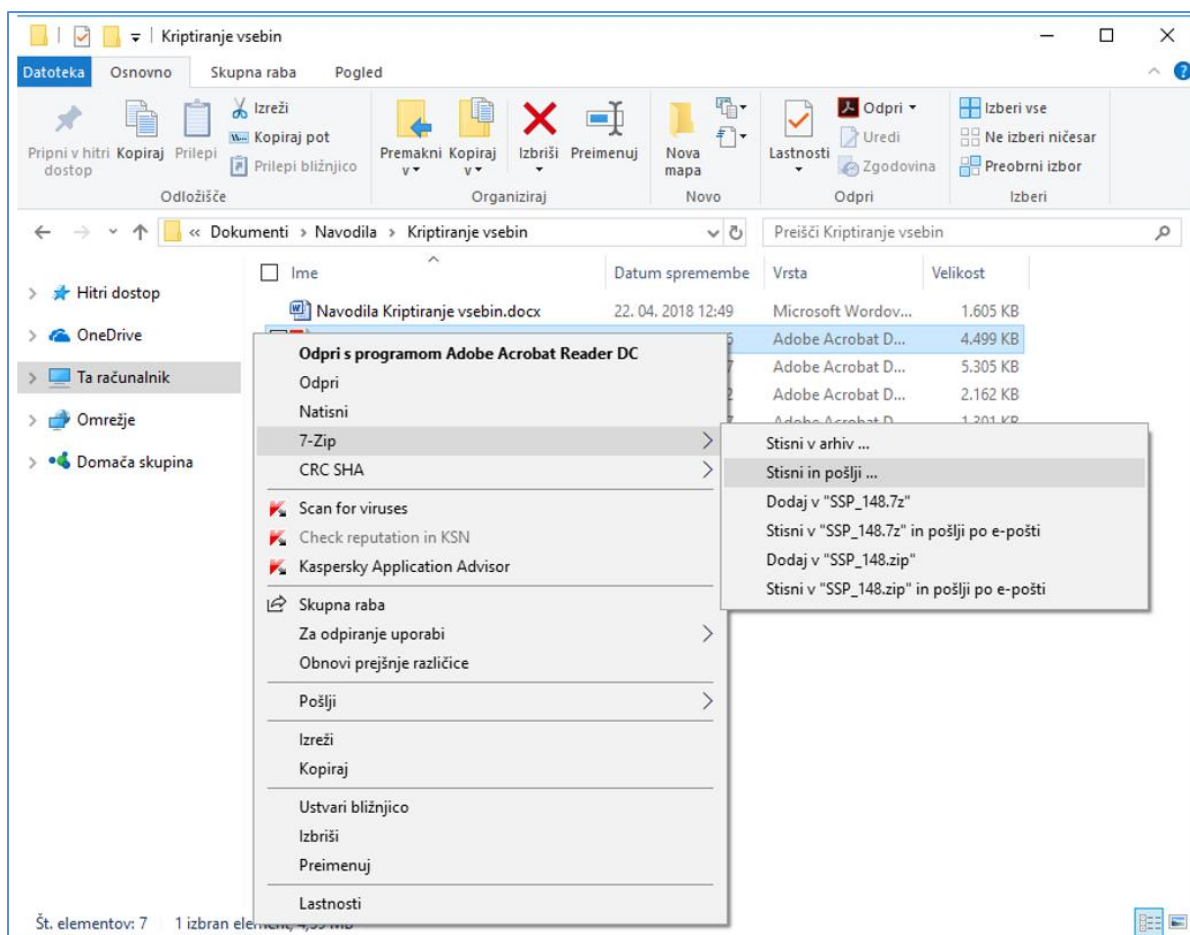 Kriptiranje vsebin
Datoteka Osnovno Skupna raba Pogled
Pripni v hitri dostop
Kopiraj
Prilepi
Izreži
Kopiraj pot
Prilepi bližnjico
Odložišče
Premakni v
Kopiraj v
Izbriši
Preimenuj
Organiziraj
Nova mapa
Novo
Lastnosti
Odpri
Uredi
Zgodovina
Odpri
Izberi vse
Ne izberi ničesar
Preobrni izbor
Izberi
« Dokumenti > Navodila > Kriptiranje vsebin
Preišči Kriptiranje vsebin
Hitri dostop
OneDrive
Ta računalnik
Omrežje
Domača skupina
Ime Datum spremembe Vrsta Velikost
Navodila Kriptiranje vsebin.docx 22. 04. 2018 12:49 Microsoft Wordov... 1.605 KB
Adobe Acrobat D... 4.499 KB
Adobe Acrobat D... 5.305 KB
Adobe Acrobat D... 2.162 KB
Adobe Acrobat D... 1.301 KB
Odpri s programom Adobe Acrobat Reader DC
Odpri
Natisni
7-Zip
CRC SHA
Scan for viruses
Check reputation in KSN
Kaspersky Application Advisor
Skupna raba
Za odpiranje uporabi
Obnovi prejšnje različice
Pošlji
Izreži
Kopiraj
Ustvari bližnjico
Izbriši
Preimenuj
Lastnosti
Stisni v arhiv ...
Stisni in pošlji ...
Dodaj v "SSP_148.7z"
Stisni v "SSP_148.7z" in pošlji po e-pošti
Dodaj v "SSP_148.zip"
Stisni v "SSP_148.zip" in pošlji po e-pošti
Št. elementov: 7 1 izbran element,